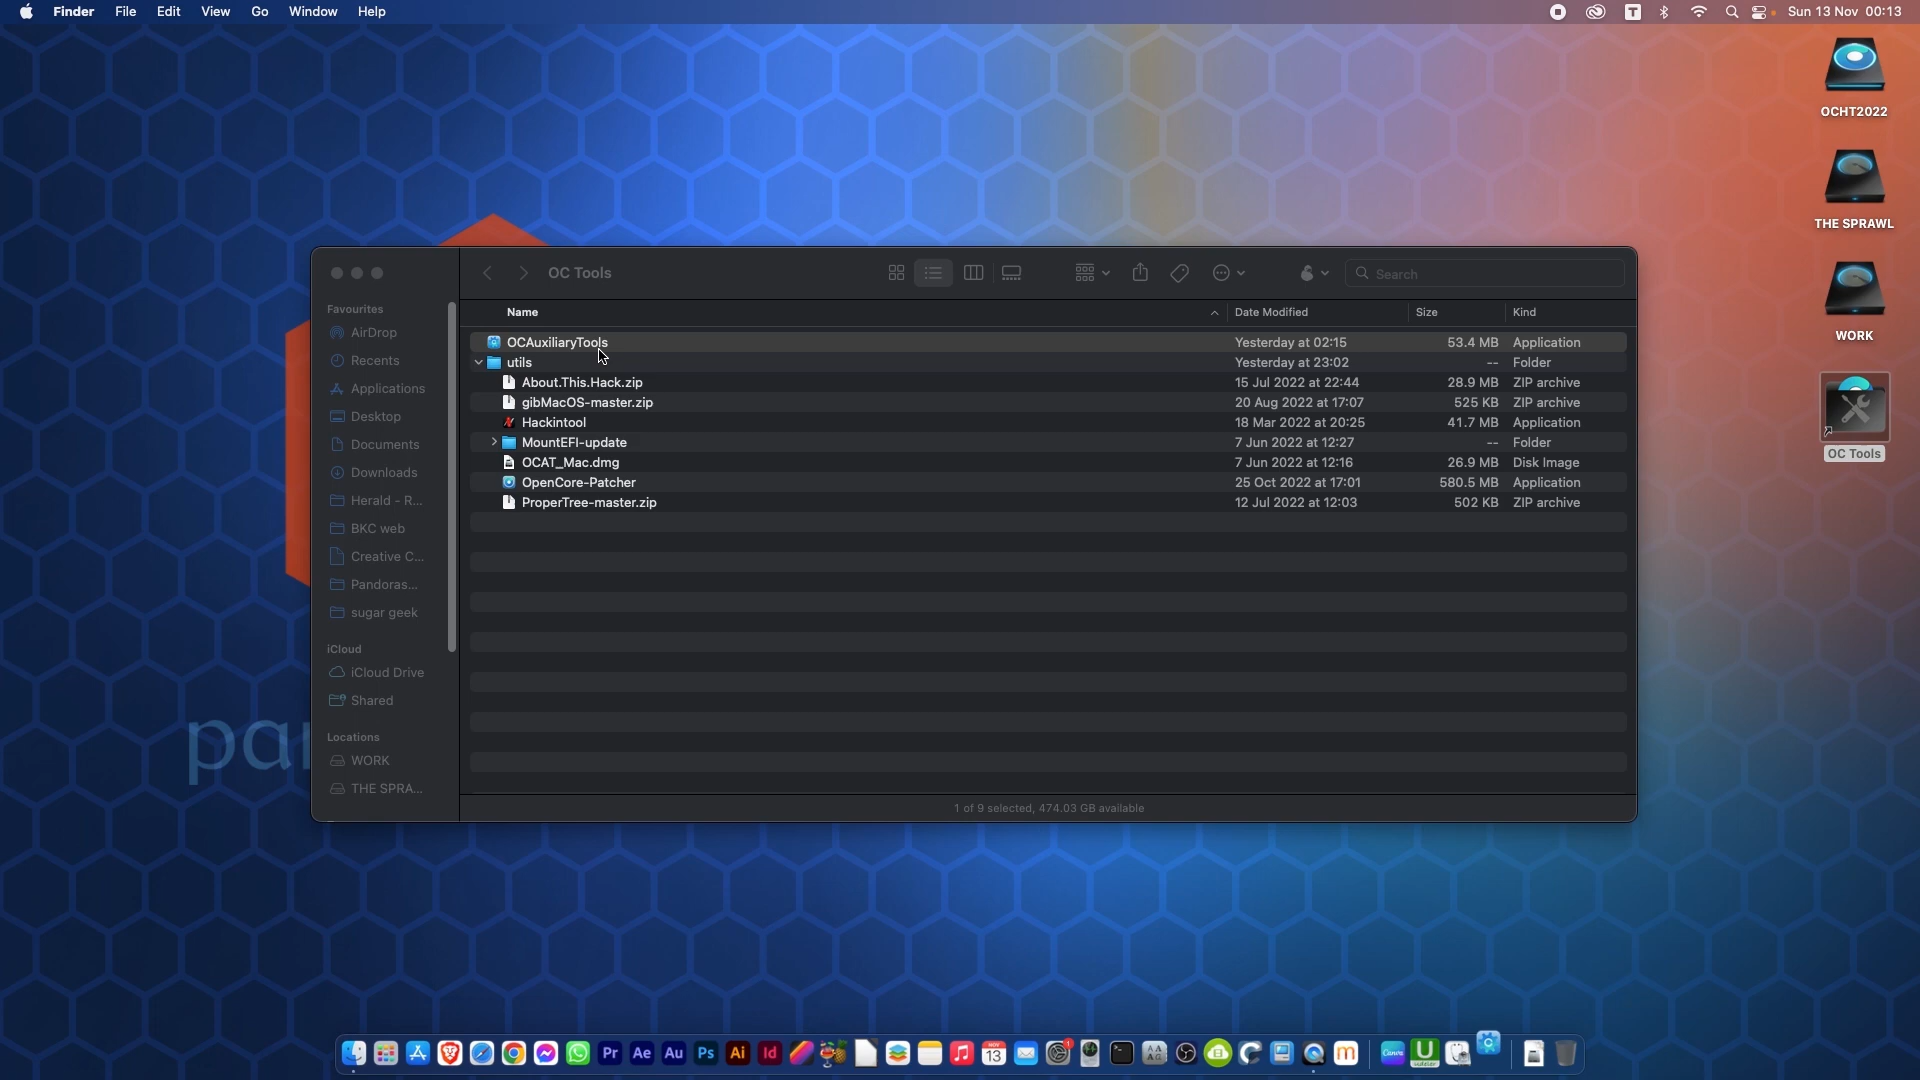 Finder File Edit View Go Window Help
T
Sun 13 Nov 00:13
OCHT2022
THE SPRAWL
WORK
OC Tools
OC Tools
Search
Favourites
AirDrop
Recents
Applications
Desktop
Documents
Downloads
Herald - R...
BKC web
Creative C...
Pandoras...
sugar geek
iCloud
iCloud Drive
Shared
Locations
WORK
THE SPRA...
Name Date Modified Size Kind
OCAuxiliaryTools Yesterday at 02:15 53.4 MB Application
utils Yesterday at 23:02 -- Folder
About.This.Hack.zip 15 Jul 2022 at 22:44 28.9 MB ZIP archive
gibMacOS-master.zip 20 Aug 2022 at 17:07 525 KB ZIP archive
Hackintool 18 Mar 2022 at 20:25 41.7 MB Application
MountEFI-update 7 Jun 2022 at 12:27 -- Folder
OCAT_Mac.dmg 7 Jun 2022 at 12:16 26.9 MB Disk Image
OpenCore-Patcher 25 Oct 2022 at 17:01 580.5 MB Application
ProperTree-master.zip 12 Jul 2022 at 12:03 502 KB ZIP archive
1 of 9 selected, 474.03 GB available
Pr Ae Au Ps Ai Id
NOV
13
1
m
Canva
U